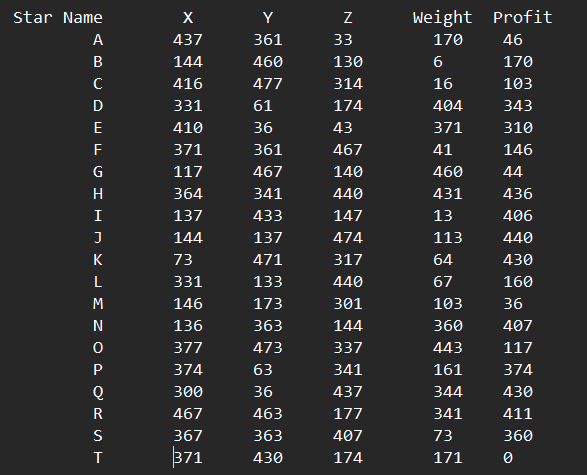 Star Name X Y Z Weight Profit
A 437 361 33 170 46
B 144 460 130 6 170
C 416 477 314 16 103
D 331 61 174 404 343
E 410 36 43 371 310
F 371 361 467 41 146
G 117 467 140 460 44
H 364 341 440 431 436
I 137 433 147 13 406
J 144 137 474 113 440
K 73 471 317 64 430
L 331 133 440 67 160
M 146 173 301 103 36
N 136 363 144 360 407
O 377 473 337 443 117
P 374 63 341 161 374
Q 300 36 437 344 430
R 467 463 177 341 411
S 367 363 407 73 360
T 371 430 174 171 0